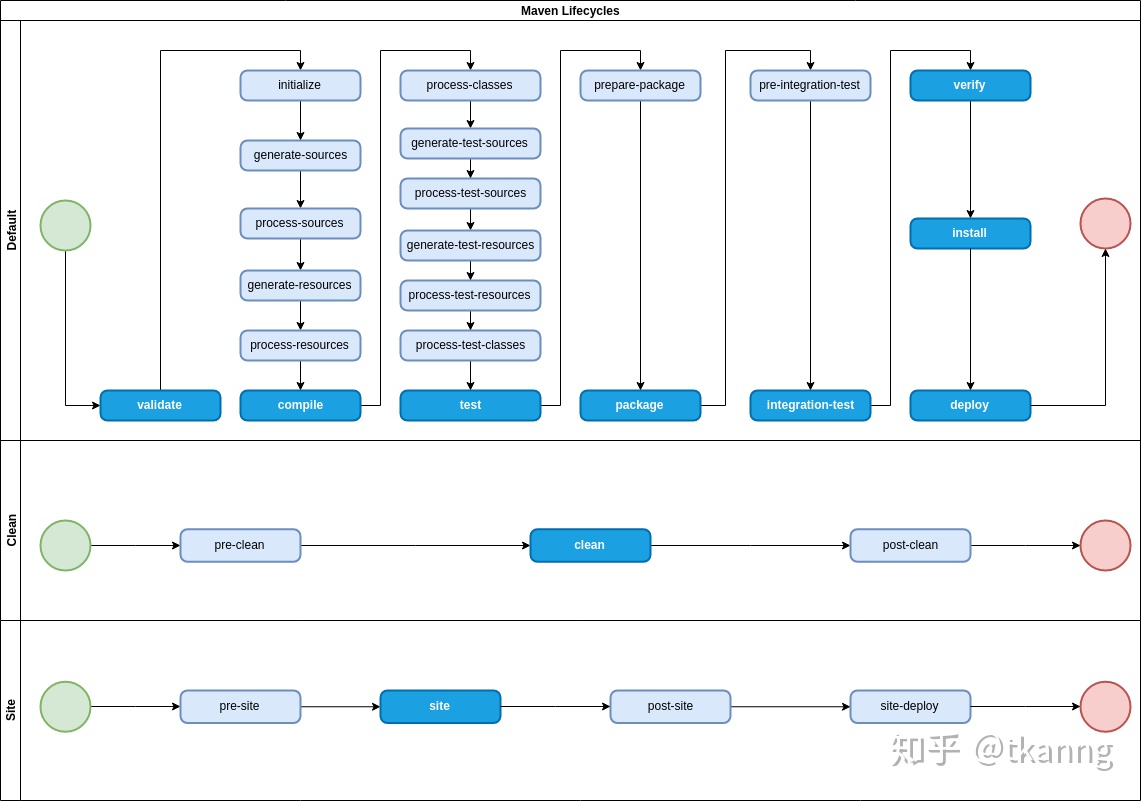 Maven Lifecycles
Default
validate
initialize
generate-sources
process-sources
generate-resources
process-resources
compile
process-classes
generate-test-sources
process-test-sources
generate-test-resources
process-test-resources
process-test-classes
test
prepare-package
package
pre-integration-test
integration-test
verify
install
deploy
Clean
pre-clean
clean
post-clean
Site
pre-site
site
post-site
site-deploy
知乎 @tkanng